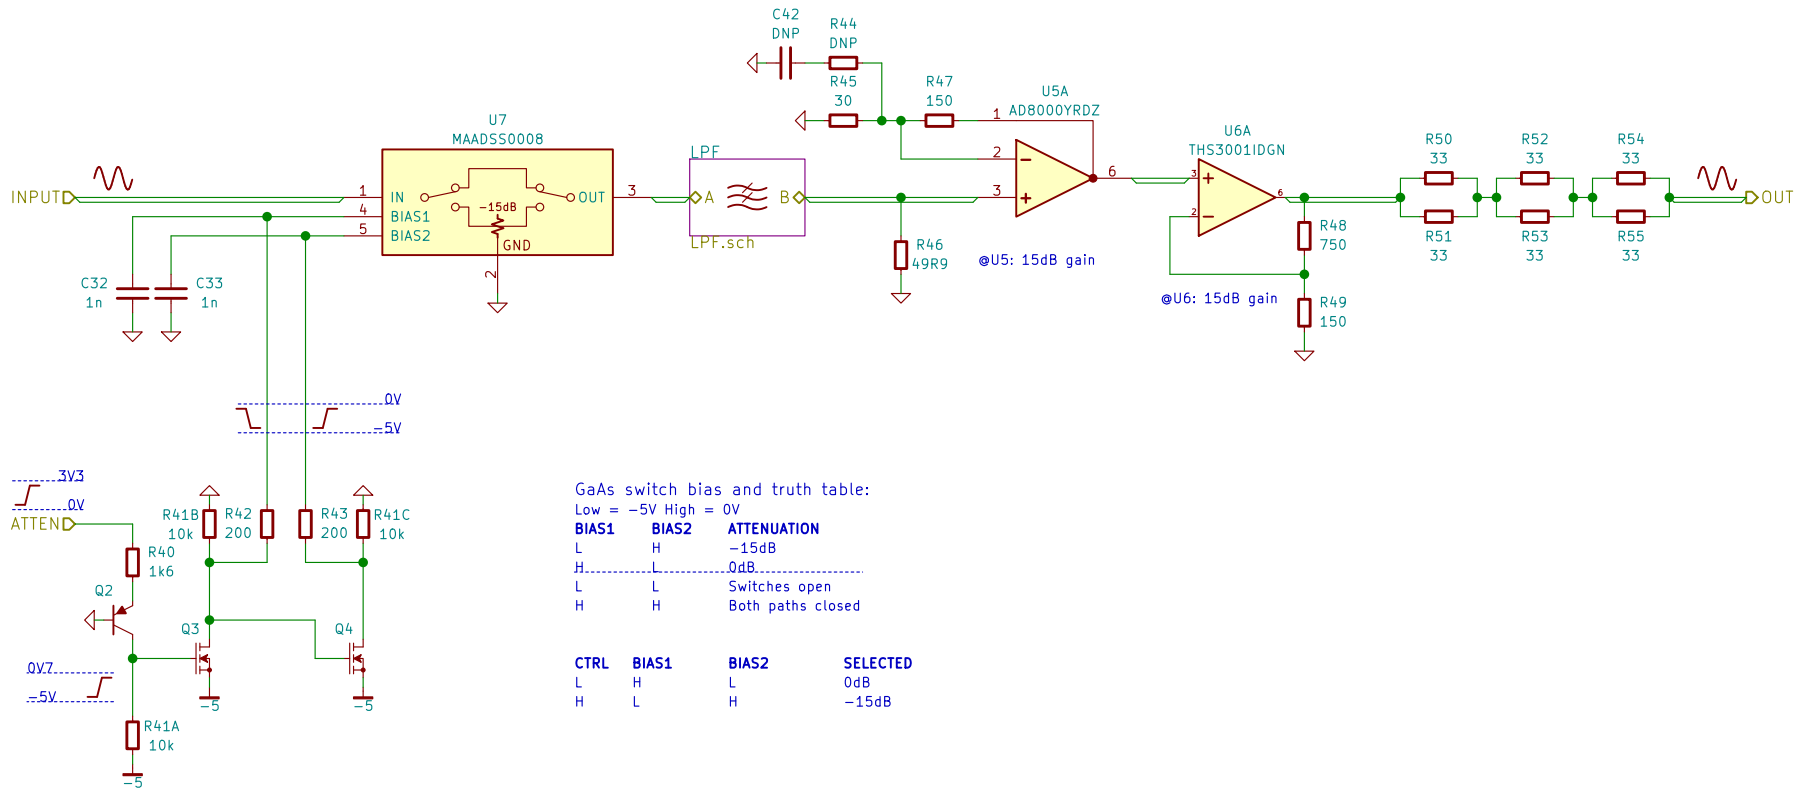 C42
DNP
R44
DNP
R45
30
R47
150
U5A
AD8000YRDZ
1
2
3
6
U7
MAADSS0008
INPUT
1
IN
4
BIAS1
5
BIAS2
-15dB
GND
2
OUT
3
LPF
A
B
LPF.sch
R46
49R9
@U5: 15dB gain
U6A
THS3001IDGN
3
2
6
@U6: 15dB gain
R48
750
R49
150
R50
33
R51
33
R52
33
R53
33
R54
33
R55
33
OUT
C32
1n
C33
1n
0V
-5V
3V3
0V
ATTEN
R41B
10k
R42
200
R43
200
R41C
10k
R40
1k6
Q2
Q3
Q4
0V7
-5V
-5
-5
R41A
10k
-5
GaAs switch bias and truth table:
Low = -5V High = 0V
BIAS1 BIAS2 ATTENUATION
L H -15dB
H L 0dB
L L Switches open
H H Both paths closed
CTRL BIAS1 BIAS2 SELECTED
L H L 0dB
H L H -15dB